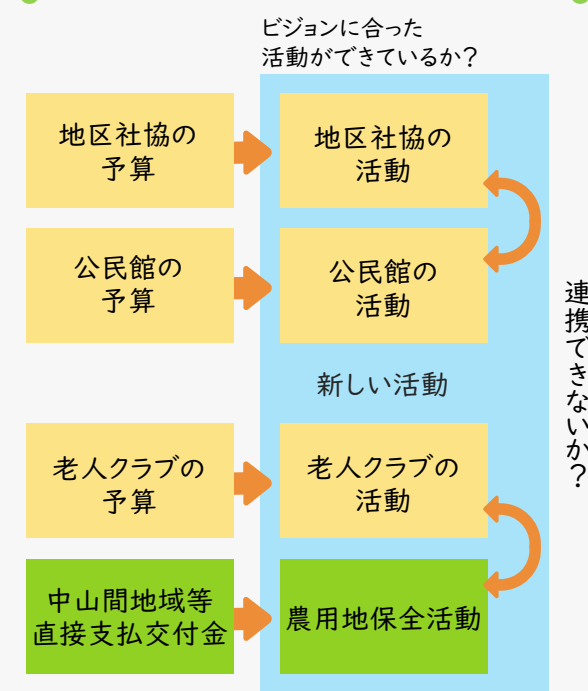 ビジョンに合った
活動ができているか？
地区社協の
予算
地区社協の
活動
公民館の
予算
公民館の
活動
新しい活動
連携できないか？
老人クラブの
予算
老人クラブの
活動
中山間地域等
直接支払交付金
農用地保全活動